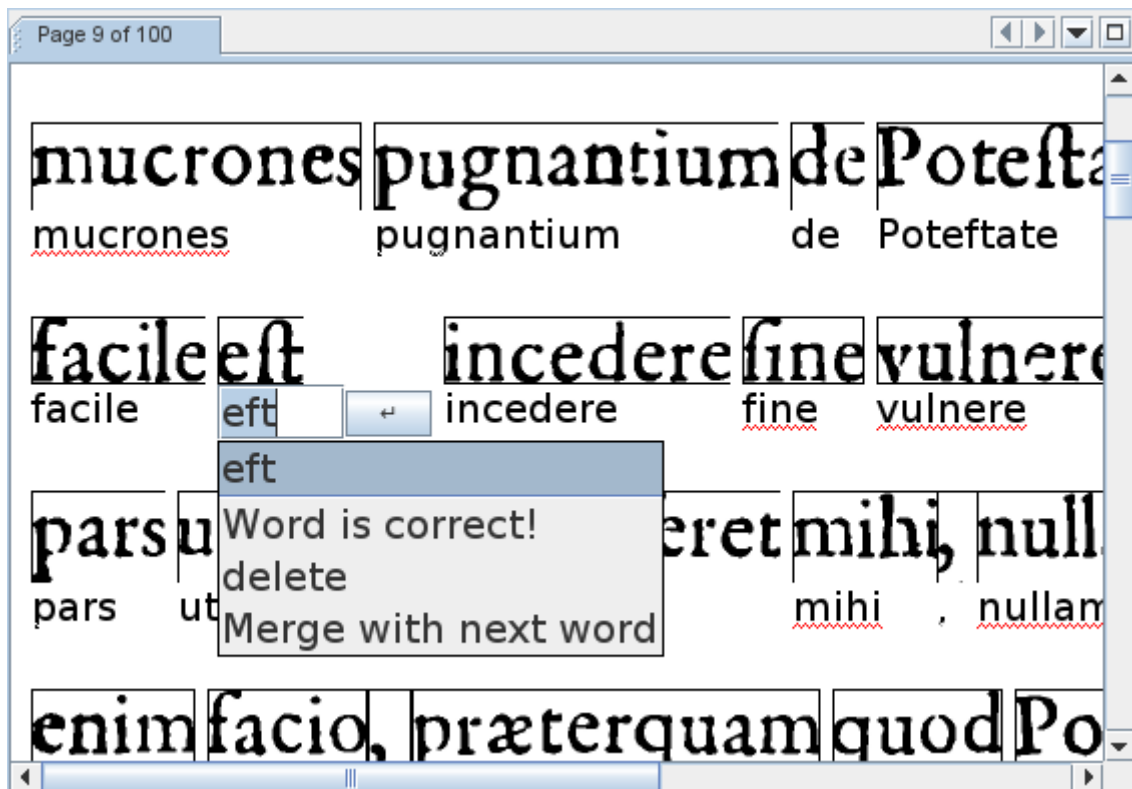 Page 9 of 100
mucrones pugnantium de Poteſta
mucrones pugnantium de Poteftate
facile eſt incedere ſine vulnere
facile eft incedere fine vulnere
eft
Word is correct!
delete
Merge with next word
pars u eret mihi, null
pars ut mihi , nullam
enim facio, præterquam quod Po